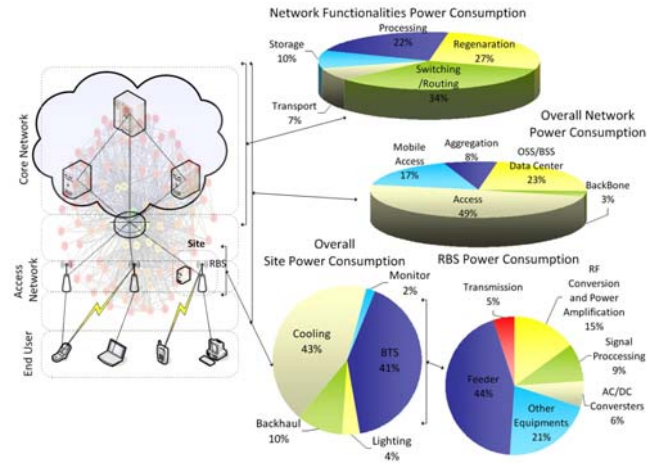 Network Functionalities Power Consumption
Processing
22%
Regenaration
27%
Storage
10%
Switching
/Routing
34%
Transport
7%
Overall Network
Power Consumption
Mobile
Access
17%
Aggregation
8%
OSS/BSS
Data Center
23%
BackBone
3%
Access
49%
Core Network
Site
RBS
Access
Network
End User
Overall
Site Power Consumption
Monitor
2%
Cooling
43%
BTS
41%
Backhaul
10%
Lighting
4%
RBS Power Consumption
Transmission
5%
RF
Conversion
and Power
Amplification
15%
Signal
Proccessing
9%
AC/DC
Conversters
6%
Feeder
44%
Other
Equipments
21%